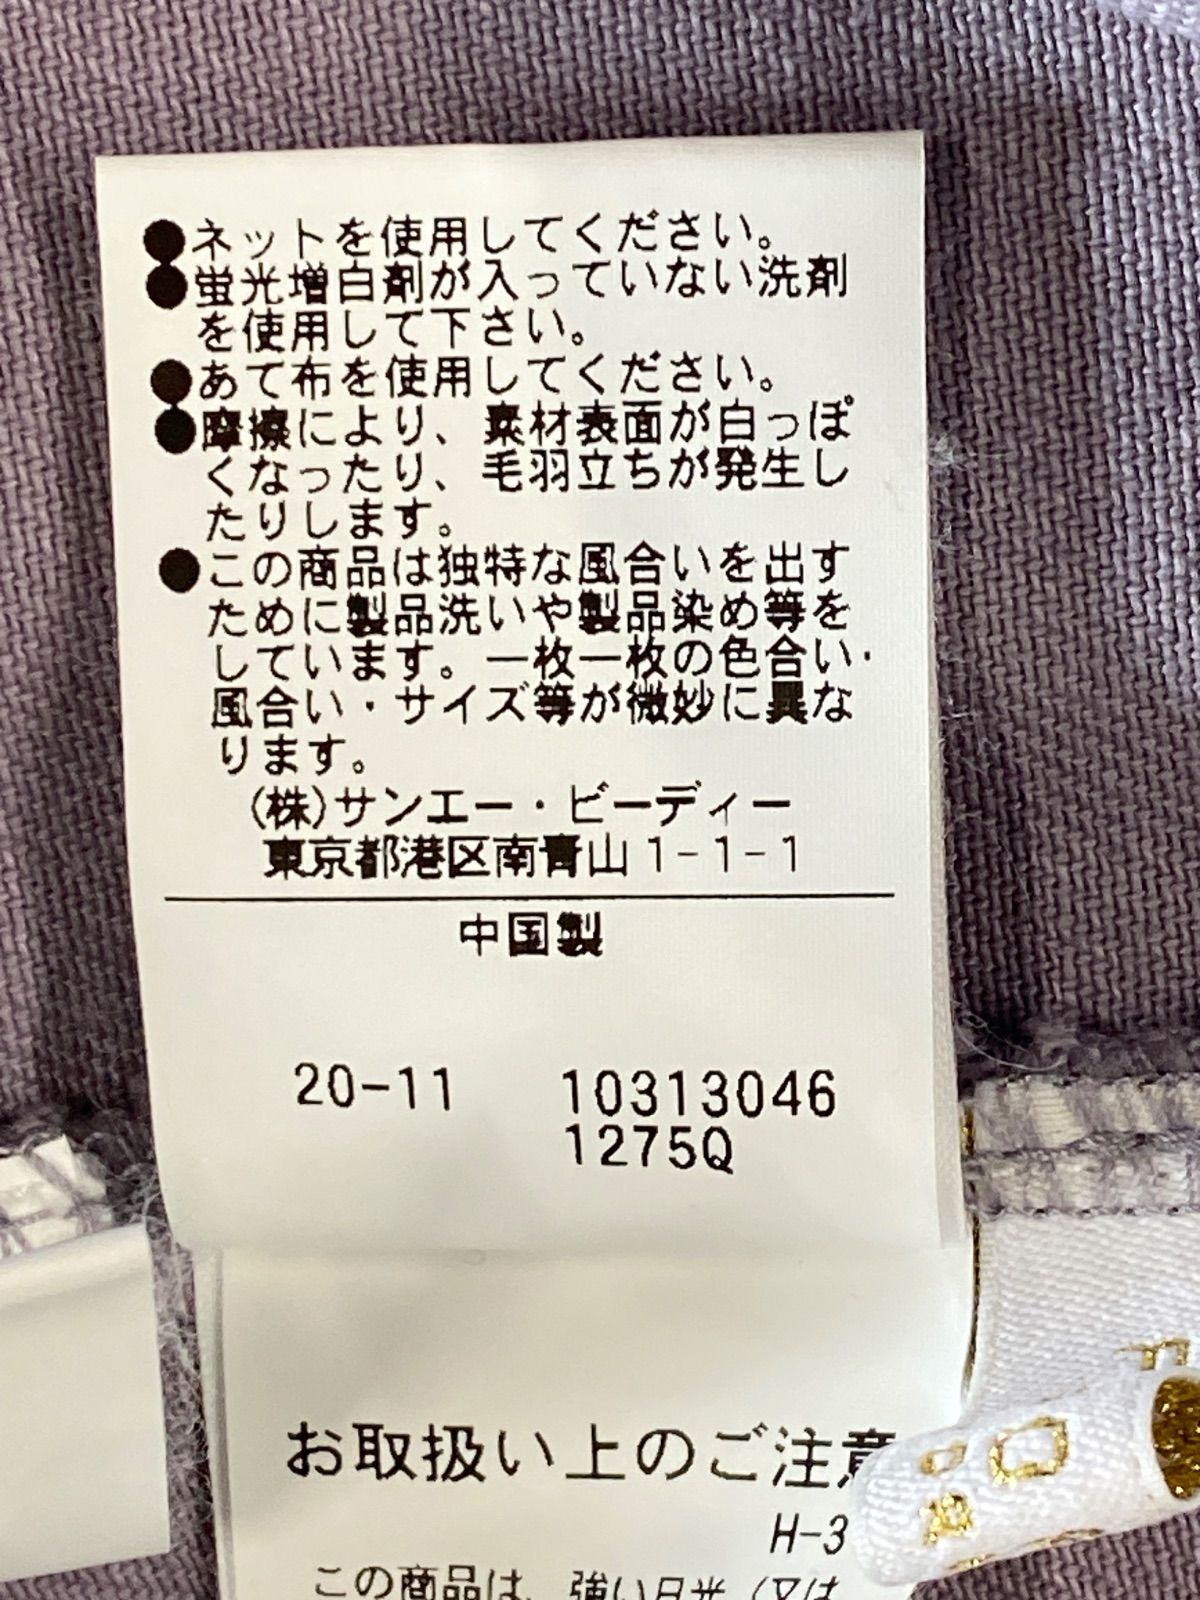 ●ネットを使用してください。
●蛍光増白剤が入っていない洗剤
を使用して下さい。
●あて布を使用してください。
●摩擦により、素材表面が白っぽ
くなったり、毛羽立ちが発生し
たりします。
●この商品は独特な風合いを出す
ために製品洗いや製品染め等を
しています。一枚一枚の色合い・
風合い・サイズ等が微妙に異な
ります。
(株)サンエー・ビーディー
東京都港区南青山1-1-1
中国製
20-11 10313046
1275Q
お取扱い上のご注意
H-3
この商品は、強い日光(又は